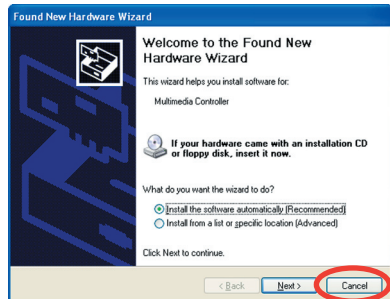 Found New Hardware Wizard
Welcome to the Found New
Hardware Wizard
This wizard helps you install software for:
Multimedia Controller
If your hardware came with an installation CD
or floppy disk, insert it now.
What do you want the wizard to do?
Install the software automatically (Recommended)
Install from a list or specific location (Advanced)
Click Next to continue.
< Back Next > Cancel